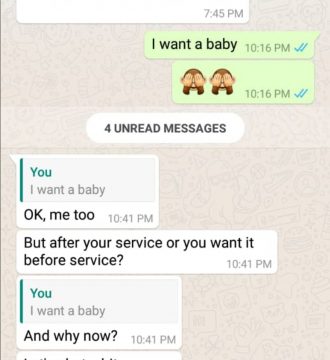 7:45 PM
I want a baby 10:16 PM
🙈🙈 10:16 PM
4 UNREAD MESSAGES
You
I want a baby
OK, me too 10:41 PM
But after your service or you want it
before service? 10:41 PM
You
I want a baby
And why now? 10:41 PM